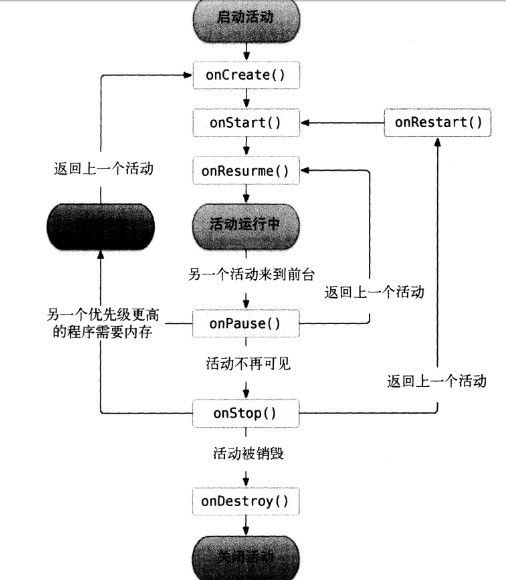 启动活动
onCreate()
onStart()
onRestart()
onResurme()
返回上一个活动
活动运行中
另一个活动来到前台
返回上一个活动
另一个优先级更高
的程序需要内存
onPause()
活动不再可见
返回上一个活动
onStop()
活动被销毁
onDestroy()
关闭活动